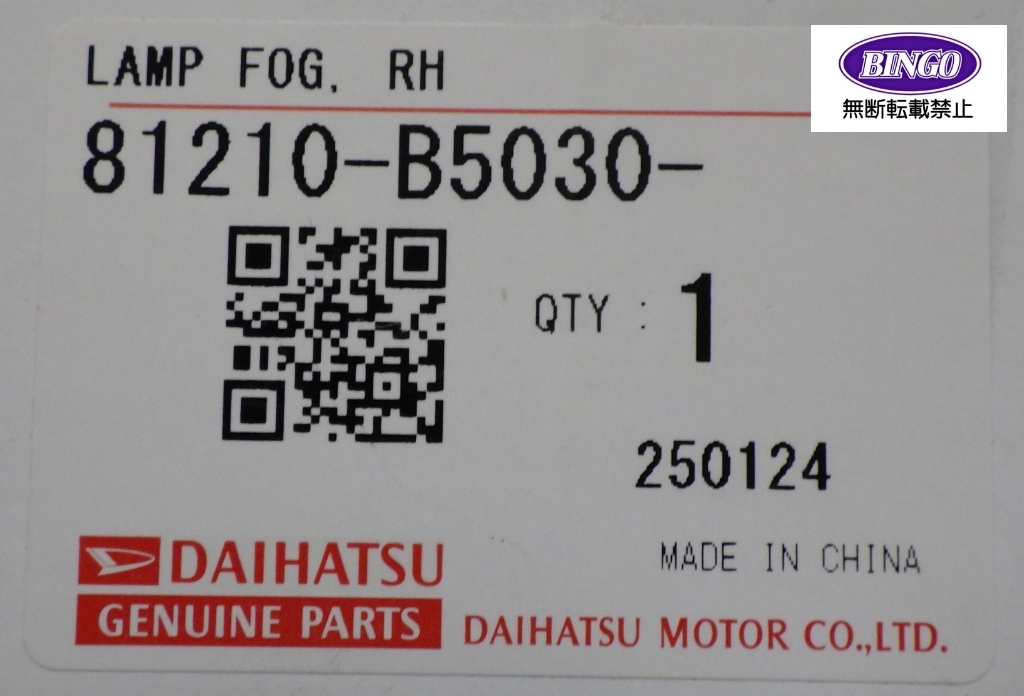 LAMP FOG, RH
BINGO
無断転載禁止
81210-B5030-
QTY : 1
250124
MADE IN CHINA
DAIHATSU
GENUINE PARTS
DAIHATSU MOTOR CO.,LTD.